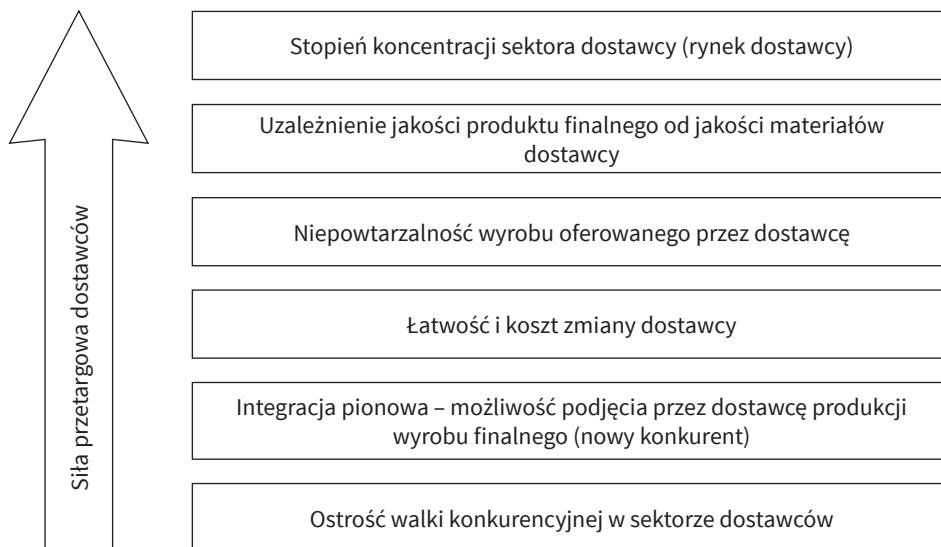 Stopień koncentracji sektora dostawcy (rynek dostawcy)
Uzależnienie jakości produktu finalnego od jakości materiałów
dostawcy
Niepowtarzalność wyrobu oferowanego przez dostawcę
Łatwość i koszt zmiany dostawcy
Integracja pionowa – możliwość podjęcia przez dostawcę produkcji
wyrobu finalnego (nowy konkurent)
Ostrość walki konkurencyjnej w sektorze dostawców
Siła przetargowa dostawców